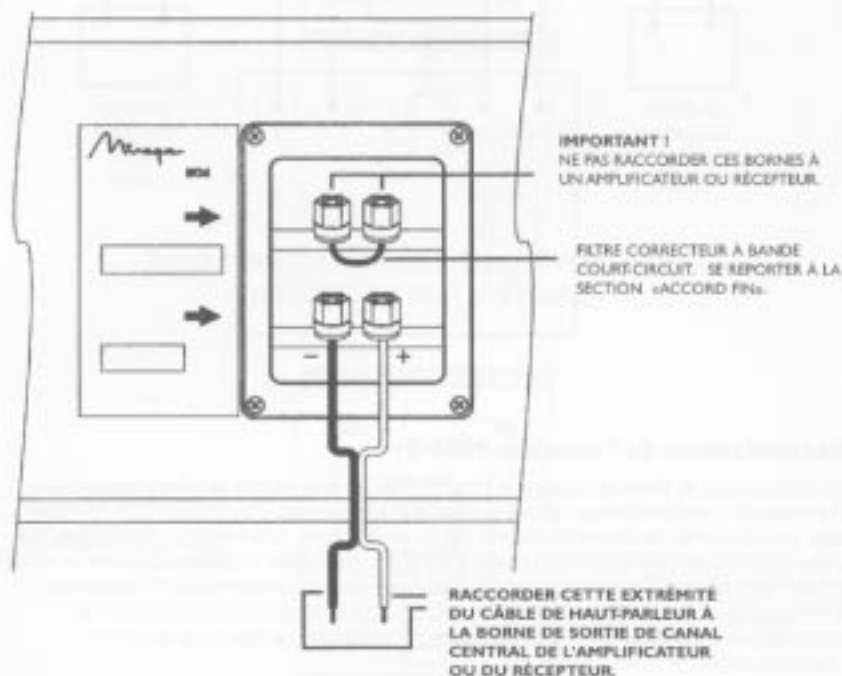 Mirage
IMPORTANT !
NE PAS RACCORDER CES BORNES À
UN AMPLIFICATEUR OU RÉCEPTEUR.
FILTRE CORRECTEUR À BANDE
COURT-CIRCUIT. SE REPORTER À LA
SECTION «ACCORD FIN».
– +
RACCORDER CETTE EXTRÉMITÉ
DU CÂBLE DE HAUT-PARLEUR À
LA BORNE DE SORTIE DE CANAL
CENTRAL DE L'AMPLIFICATEUR
OU DU RÉCEPTEUR.